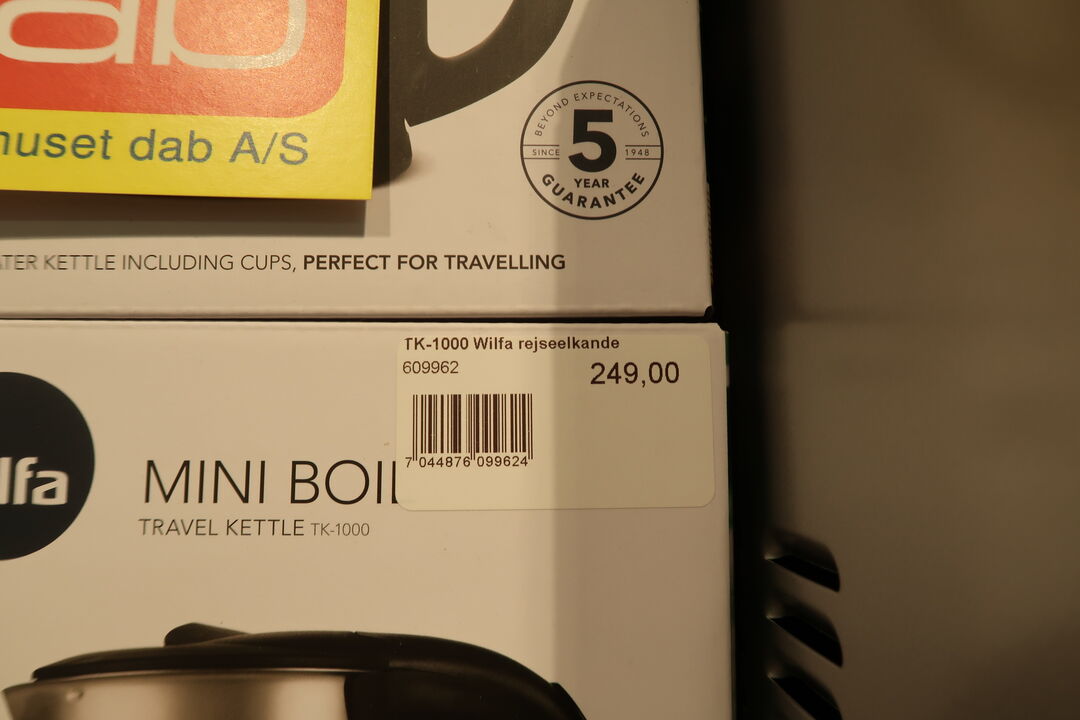 ab
huset dab A/S
BEYOND EXPECTATIONS
SINCE 5 1948
YEAR
GUARANTEE
KETTLE INCLUDING CUPS, PERFECT FOR TRAVELLING
TK-1000 Wilfa rejseelkande
609962
249,00
7 044876 099624
lfa
MINI BOI
TRAVEL KETTLE TK-1000